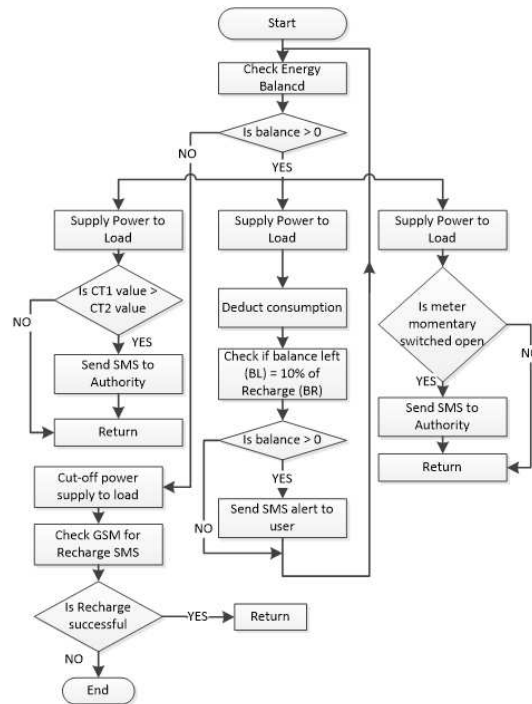 Start
Check Energy
Balancd
Is balance > 0
NO
YES
Supply Power to
Load
Supply Power to
Load
Supply Power to
Load
Is CT1 value >
CT2 value
NO
YES
Send SMS to
Authority
Return
Deduct consumption
Check if balance left
(BL) = 10% of
Recharge (BR)
Is balance > 0
YES
NO
Send SMS alert to
user
Is meter
momentary
switched open
NO
YES
Send SMS to
Authority
Return
Cut-off power
supply to load
Check GSM for
Recharge SMS
Is Recharge
successful
YES
Return
NO
End